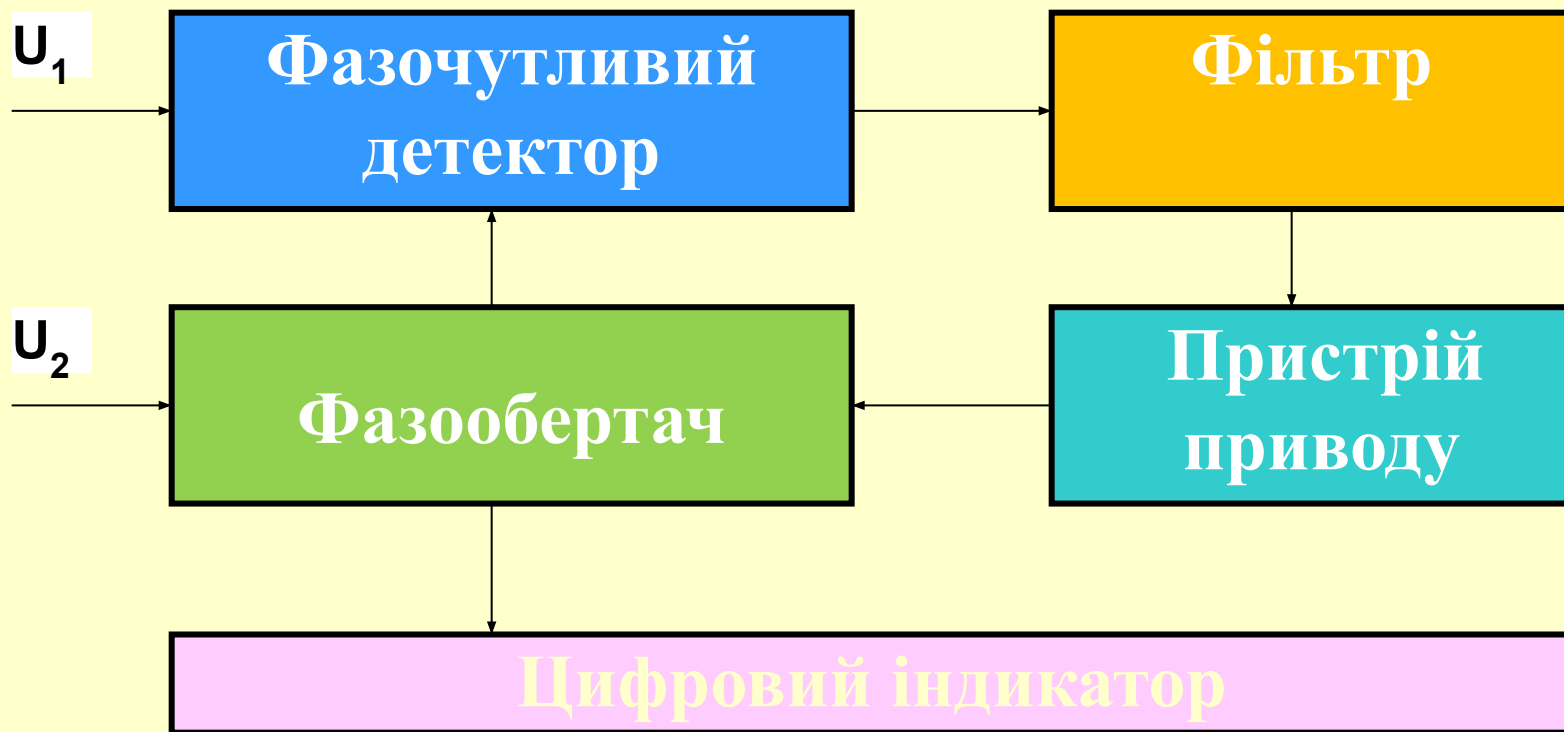 U₁
Фазочутливий
детектор
Фільтр
U₂
Фазообертач
Пристрій
приводу
Цифровий індикатор